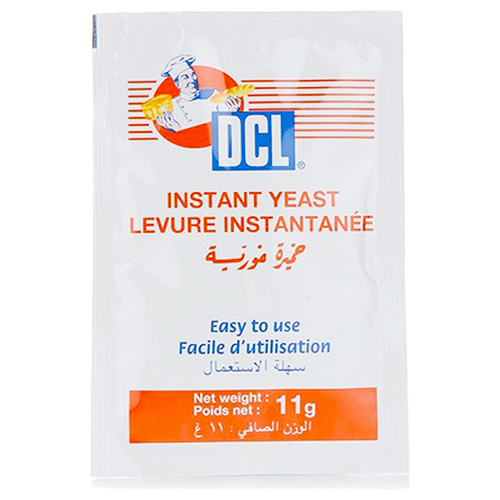 DCL®
INSTANT YEAST
LEVURE INSTANTANÉE
خميرة فورية
Easy to use
Facile d'utilisation
سهلة الاستعمال
Net weight :
Poids net : 11g
الوزن الصافي : ١١ غ